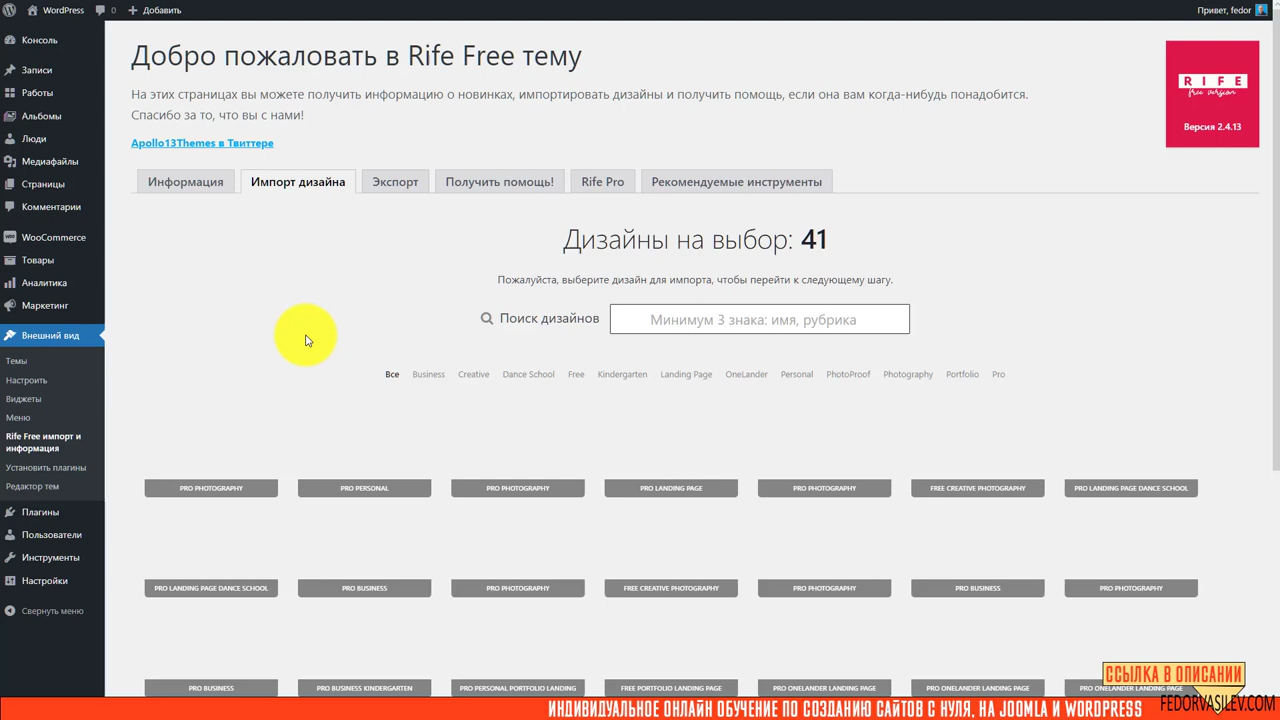 WordPress 0 Добавить Привет, fedor
Консоль
Записи
Работы
Альбомы
Люди
Медиафайлы
Страницы
Комментарии
WooCommerce
Товары
Аналитика
Маркетинг
Внешний вид
Темы
Настроить
Виджеты
Меню
Rife Free импорт и
информация
Установить плагины
Редактор тем
Плагины
Пользователи
Инструменты
Настройки
Свернуть меню
Добро пожаловать в Rife Free тему
На этих страницах вы можете получить информацию о новинках, импортировать дизайны и получить помощь, если она вам когда-нибудь понадобится.
Спасибо за то, что вы с нами!
Apollo13Themes в Твиттере
RIFE
free version
Версия 2.4.13
Информация Импорт дизайна Экспорт Получить помощь! Rife Pro Рекомендуемые инструменты
Дизайны на выбор: 41
Пожалуйста, выберите дизайн для импорта, чтобы перейти к следующему шагу.
Поиск дизайнов Минимум 3 знака: имя, рубрика
Все Business Creative Dance School Free Kindergarten Landing Page OneLander Personal PhotoProof Photography Portfolio Pro
PRO PHOTOGRAPHY PRO PERSONAL PRO PHOTOGRAPHY PRO LANDING PAGE PRO PHOTOGRAPHY FREE CREATIVE PHOTOGRAPHY PRO LANDING PAGE DANCE SCHOOL
PRO LANDING PAGE DANCE SCHOOL PRO BUSINESS PRO PHOTOGRAPHY FREE CREATIVE PHOTOGRAPHY PRO PHOTOGRAPHY PRO BUSINESS PRO PHOTOGRAPHY
PRO BUSINESS PRO BUSINESS KINDERGARTEN PRO PERSONAL PORTFOLIO LANDING FREE PORTFOLIO LANDING PAGE PRO ONELANDER LANDING PAGE PRO ONELANDER LANDING PAGE PRO ONELANDER LANDING PAGE
ССЫЛКА В ОПИСАНИИ
ИНДИВИДУАЛЬНОЕ ОНЛАЙН ОБУЧЕНИЕ ПО СОЗДАНИЮ САЙТОВ С НУЛЯ, НА JOOMLA И WORDPRESS
FEDORVASILEV.COM